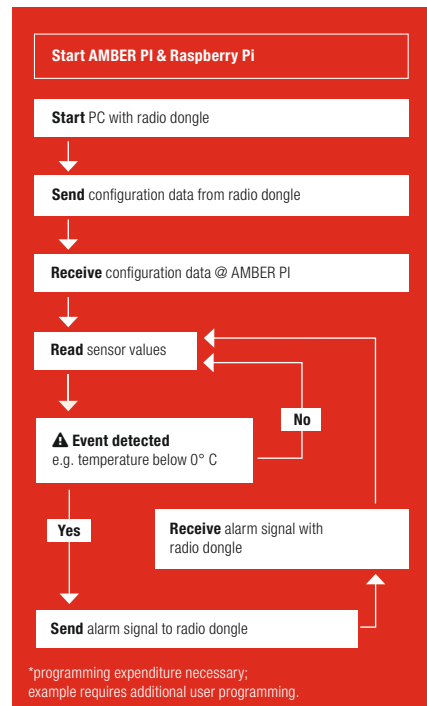 Start AMBER PI & Raspberry Pi
Start PC with radio dongle
Send configuration data from radio dongle
Receive configuration data @ AMBER PI
Read sensor values
Event detected
e.g. temperature below 0° C
No
Yes
Receive alarm signal with
radio dongle
Send alarm signal to radio dongle
*programming expenditure necessary;
example requires additional user programming.